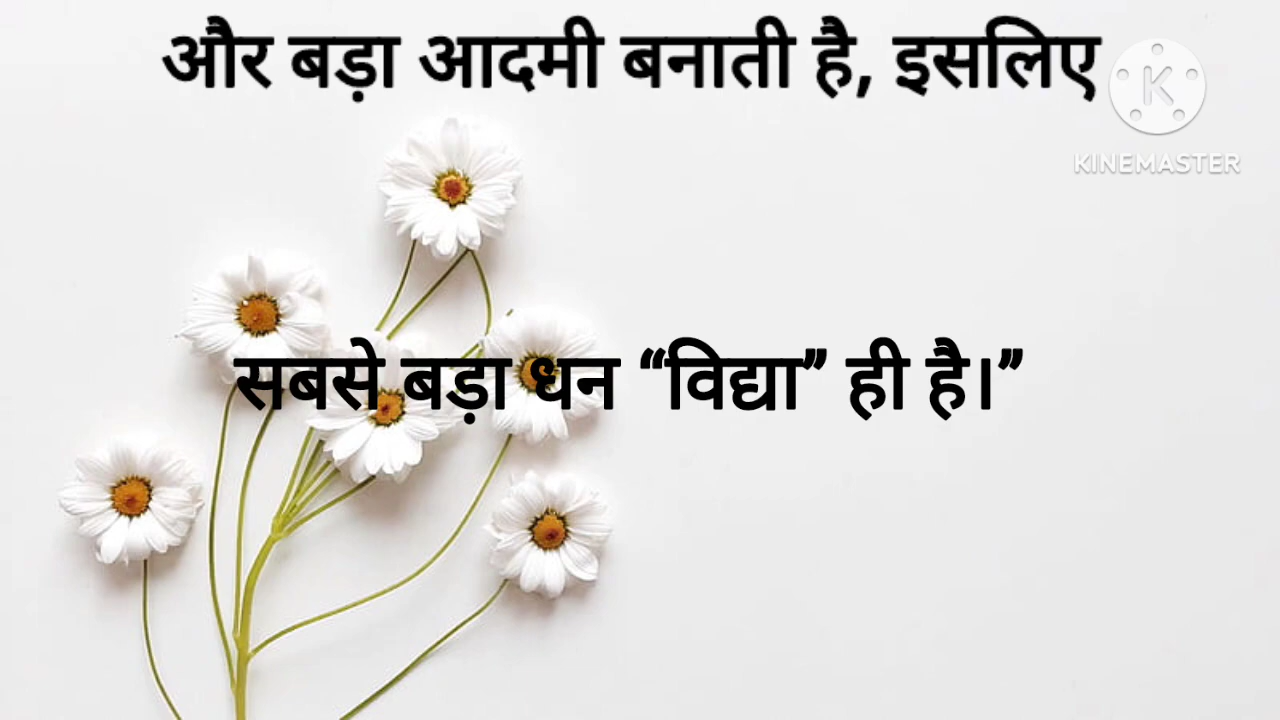 और बड़ा आदमी बनाती है, इसलिए
KINEMASTER
सबसे बड़ा धन “विद्या” ही है।”